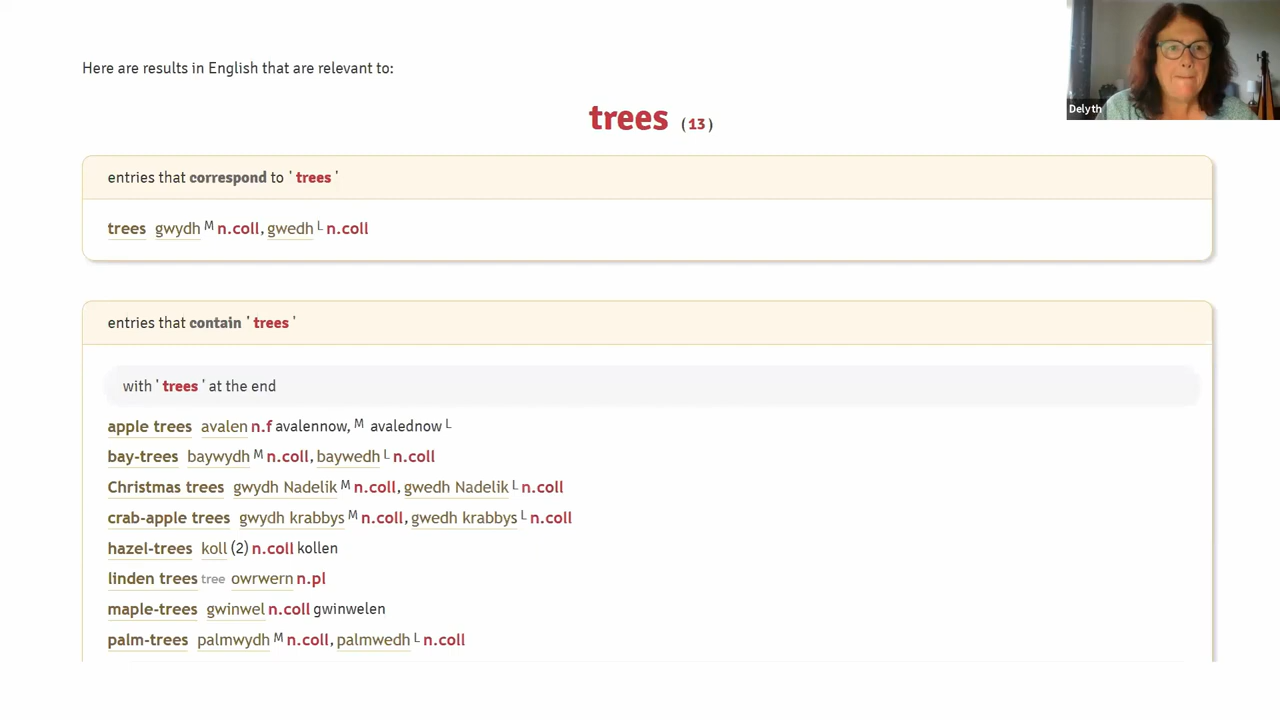 Here are results in English that are relevant to:
Delyth
trees (13)
entries that correspond to ' trees '
trees gwydh M n.coll, gwedh L n.coll
entries that contain ' trees '
with ' trees ' at the end
apple trees avalen n.f avalennow, M avalednow L
bay-trees baywydh M n.coll, baywedh L n.coll
Christmas trees gwydh Nadelik M n.coll, gwedh Nadelik L n.coll
crab-apple trees gwydh krabbys M n.coll, gwedh krabbys L n.coll
hazel-trees koll (2) n.coll kollen
linden trees tree owrwern n.pl
maple-trees gwinwel n.coll gwinwelen
palm-trees palmwydh M n.coll, palmwedh L n.coll